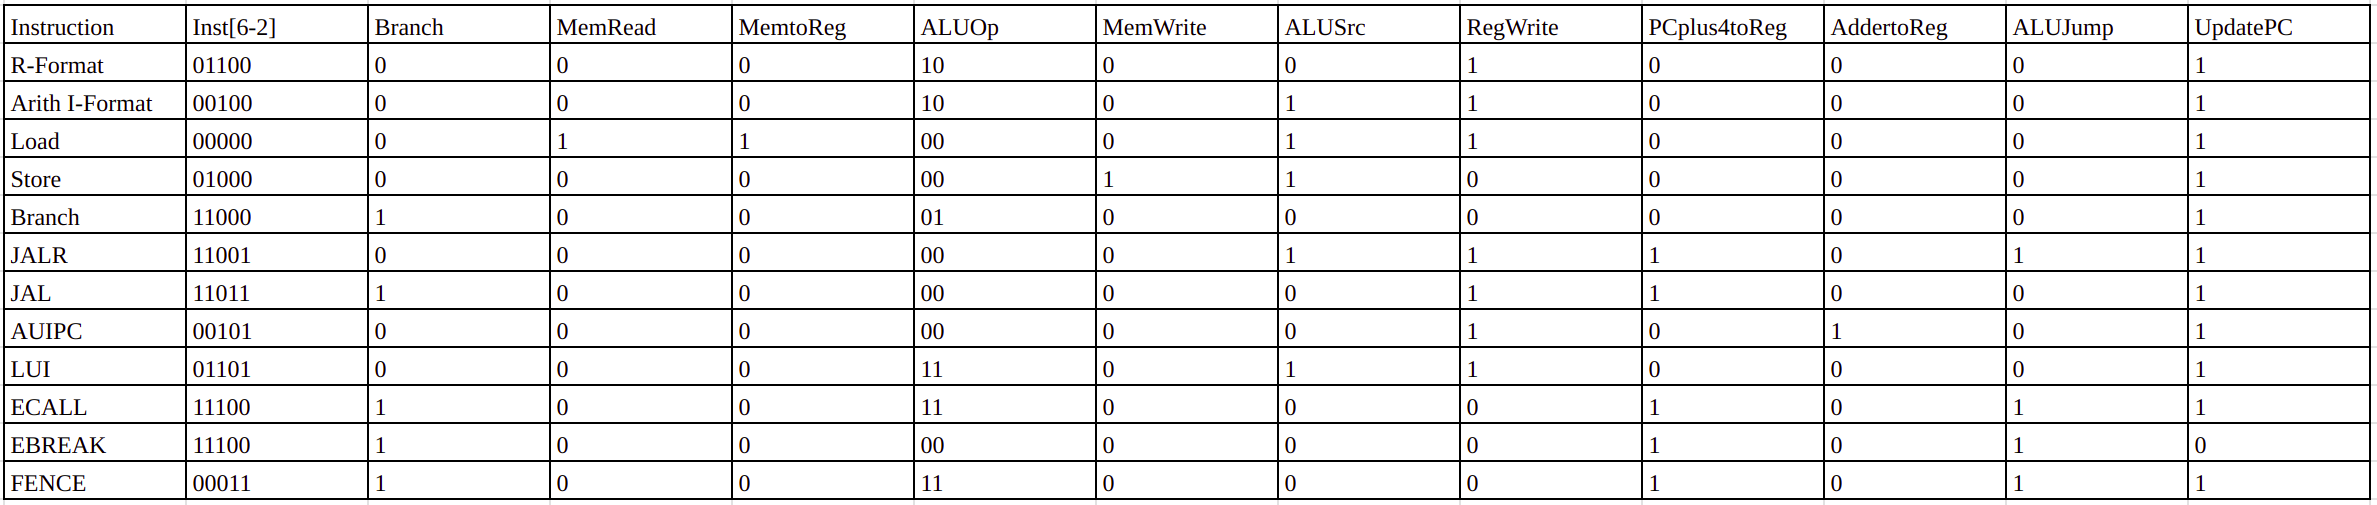 Instruction Inst[6-2] Branch MemRead MemtoReg ALUOp MemWrite ALUSrc RegWrite PCplus4toReg AddertoReg ALUJump UpdatePC
R-Format 01100 0 0 0 10 0 0 1 0 0 0 1
Arith I-Format 00100 0 0 0 10 0 1 1 0 0 0 1
Load 00000 0 1 1 00 0 1 1 0 0 0 1
Store 01000 0 0 0 00 1 1 0 0 0 0 1
Branch 11000 1 0 0 01 0 0 0 0 0 0 1
JALR 11001 0 0 0 00 0 1 1 1 0 1 1
JAL 11011 1 0 0 00 0 0 1 1 0 0 1
AUIPC 00101 0 0 0 00 0 0 1 0 1 0 1
LUI 01101 0 0 0 11 0 1 1 0 0 0 1
ECALL 11100 1 0 0 11 0 0 0 1 0 1 1
EBREAK 11100 1 0 0 00 0 0 0 1 0 1 0
FENCE 00011 1 0 0 11 0 0 0 1 0 1 1